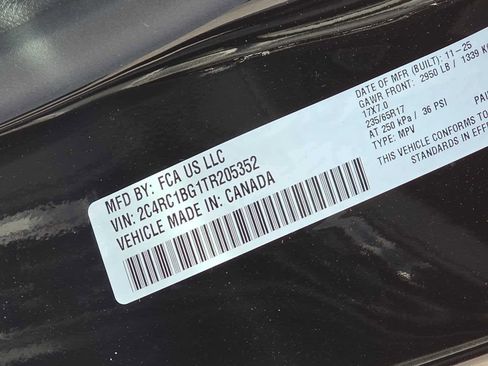 MFD BY: FCA US LLC
VIN: 2C4RC1BG1TR205352
VEHICLE MADE IN: CANADA
DATE OF MFR (BUILT): 11-25
GAWR FRONT: 2950 LB / 1339 K
17X7.0
235/65R17
AT 250 kPa / 36 PSI
TYPE: MPV
THIS VEHICLE CONFORMS TO
STANDARDS IN EFFE